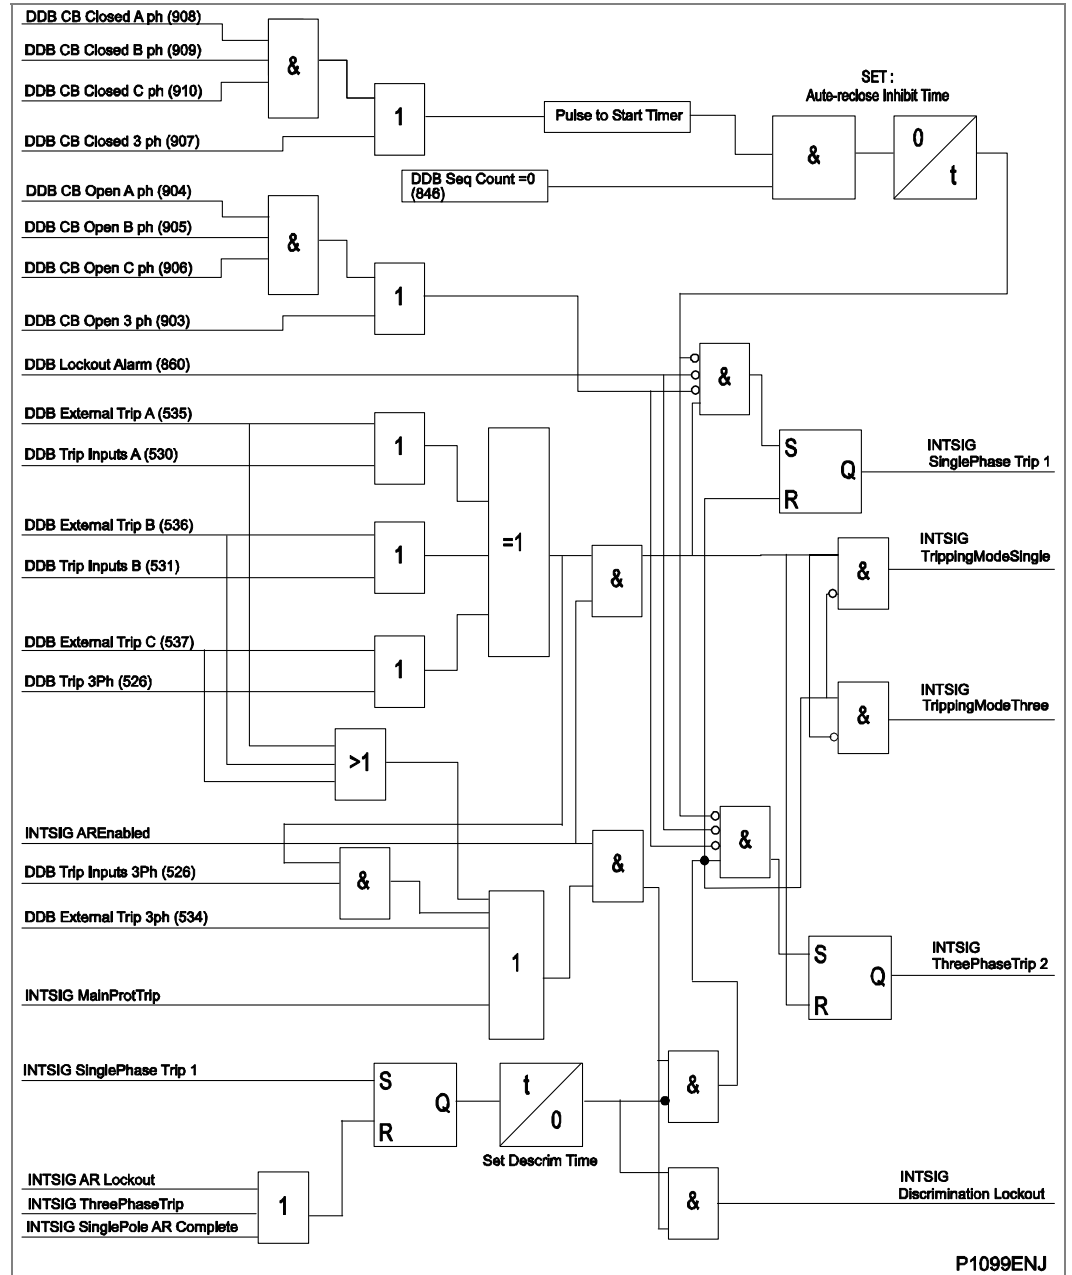 DDB CB Closed A ph (908)
DDB CB Closed B ph (909)
DDB CB Closed C ph (910)
DDB CB Closed 3 ph (907)
&
1
Pulse to Start Timer
SET :
Auto-reclose Inhibit Time
&
0
t
DDB Seq Count =0
(846)
DDB CB Open A ph (904)
DDB CB Open B ph (905)
DDB CB Open C ph (906)
DDB CB Open 3 ph (903)
&
1
DDB Lockout Alarm (860)
&
DDB External Trip A (535)
DDB Trip Inputs A (530)
1
S
Q
R
INTSIG
SinglePhase Trip 1
DDB External Trip B (536)
DDB Trip Inputs B (531)
1
=1
&
&
INTSIG
TrippingModeSingle
DDB External Trip C (537)
DDB Trip 3Ph (526)
1
&
INTSIG
TrippingModeThree
>1
INTSIG AREnabled
DDB Trip Inputs 3Ph (526)
DDB External Trip 3ph (534)
&
&
&
1
INTSIG MainProtTrip
S
Q
R
INTSIG
ThreePhaseTrip 2
INTSIG SinglePhase Trip 1
S
Q
R
t
0
Set Descrim Time
&
INTSIG AR Lockout
INTSIG ThreePhaseTrip
INTSIG SinglePole AR Complete
1
&
INTSIG
Discrimination Lockout
P1099ENJ